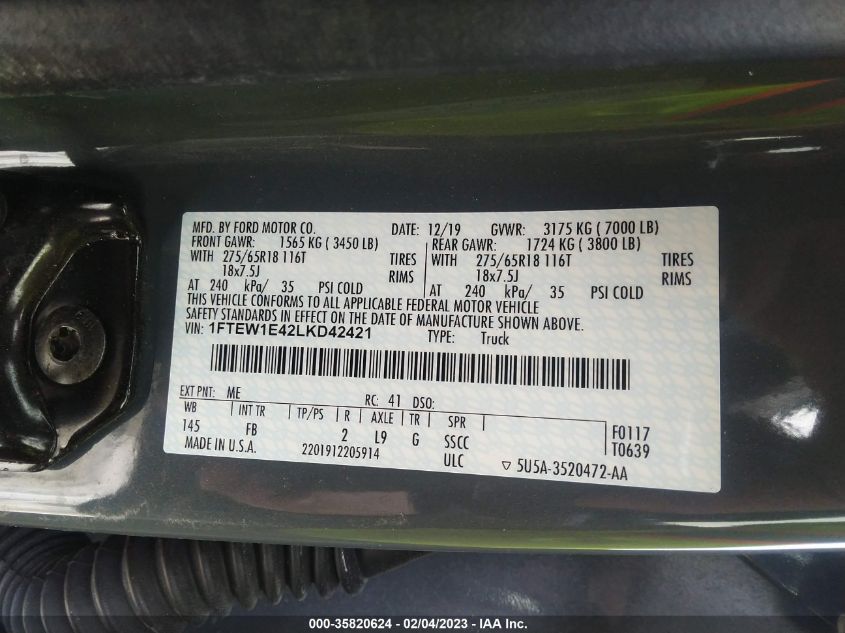 MFD. BY FORD MOTOR CO. DATE: 12/19 GVWR: 3175 KG ( 7000 LB)
FRONT GAWR: 1565 KG ( 3450 LB) REAR GAWR: 1724 KG ( 3800 LB)
WITH 275/65R18 116T TIRES WITH 275/65R18 116T TIRES
18x7.5J RIMS 18x7.5J RIMS
AT 240 kPa/ 35 PSI COLD AT 240 kPa/ 35 PSI COLD
THIS VEHICLE CONFORMS TO ALL APPLICABLE FEDERAL MOTOR VEHICLE
SAFETY STANDARDS IN EFFECT ON THE DATE OF MANUFACTURE SHOWN ABOVE.
VIN: 1FTEW1E42LKD42421 TYPE: Truck
EXT PNT: ME RC: 41 DSO:
WB INT TR TP/PS R AXLE TR SPR F0117
145 FB 2 L9 G SSCC T0639
MADE IN U.S.A. 2201912205914 ULC ▽ 5U5A-3520472-AA
000-35820624 - 02/04/2023 - IAA Inc.